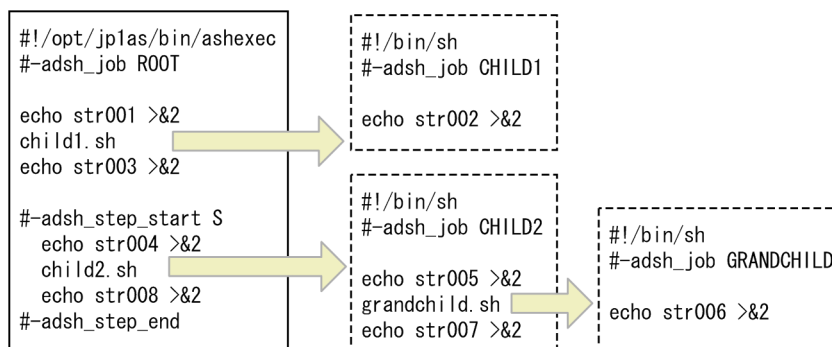 #!/opt/jp1as/bin/ashexec
#-adsh_job ROOT
echo str001 >&2
child1.sh
echo str003 >&2
#-adsh_step_start S
echo str004 >&2
child2.sh
echo str008 >&2
#-adsh_step_end
#!/bin/sh
#-adsh_job CHILD1
echo str002 >&2
#!/bin/sh
#-adsh_job CHILD2
echo str005 >&2
grandchild.sh
echo str007 >&2
#!/bin/sh
#-adsh_job GRANDCHILD
echo str006 >&2